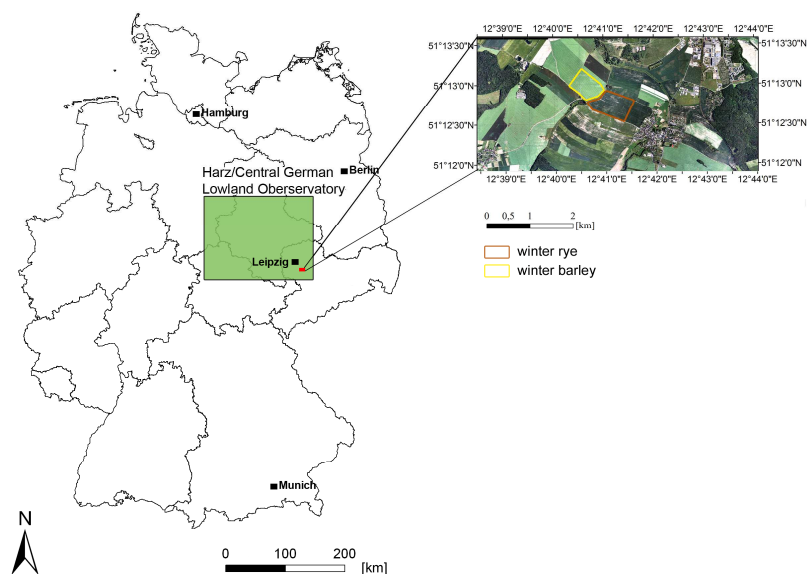 12°39'0"E 12°40'0"E 12°41'0"E 12°42'0"E 12°43'0"E 12°44'0"E
51°13'30"N 51°13'30"N
51°13'0"N 51°13'0"N
51°12'30"N 51°12'30"N
51°12'0"N 51°12'0"N
12°39'0"E 12°40'0"E 12°41'0"E 12°42'0"E 12°43'0"E 12°44'0"E
Hamburg
Berlin
Harz/Central German
Lowland Oberservatory
Leipzig
0 0,5 1 2
[km]
winter rye
winter barley
Munich
N
0 100 200
[km]